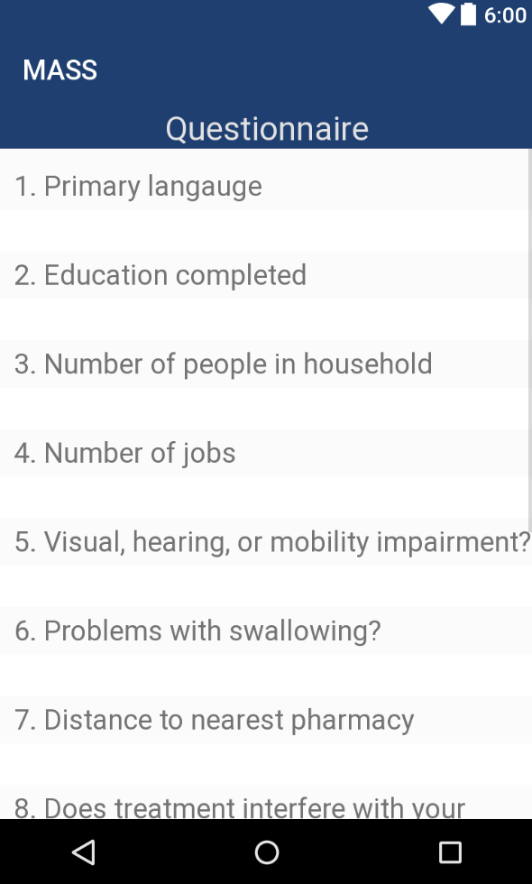 6:00
MASS
Questionnaire
1. Primary langauge
2. Education completed
3. Number of people in household
4. Number of jobs
5. Visual, hearing, or mobility impairment?
6. Problems with swallowing?
7. Distance to nearest pharmacy
8. Does treatment interfere with your